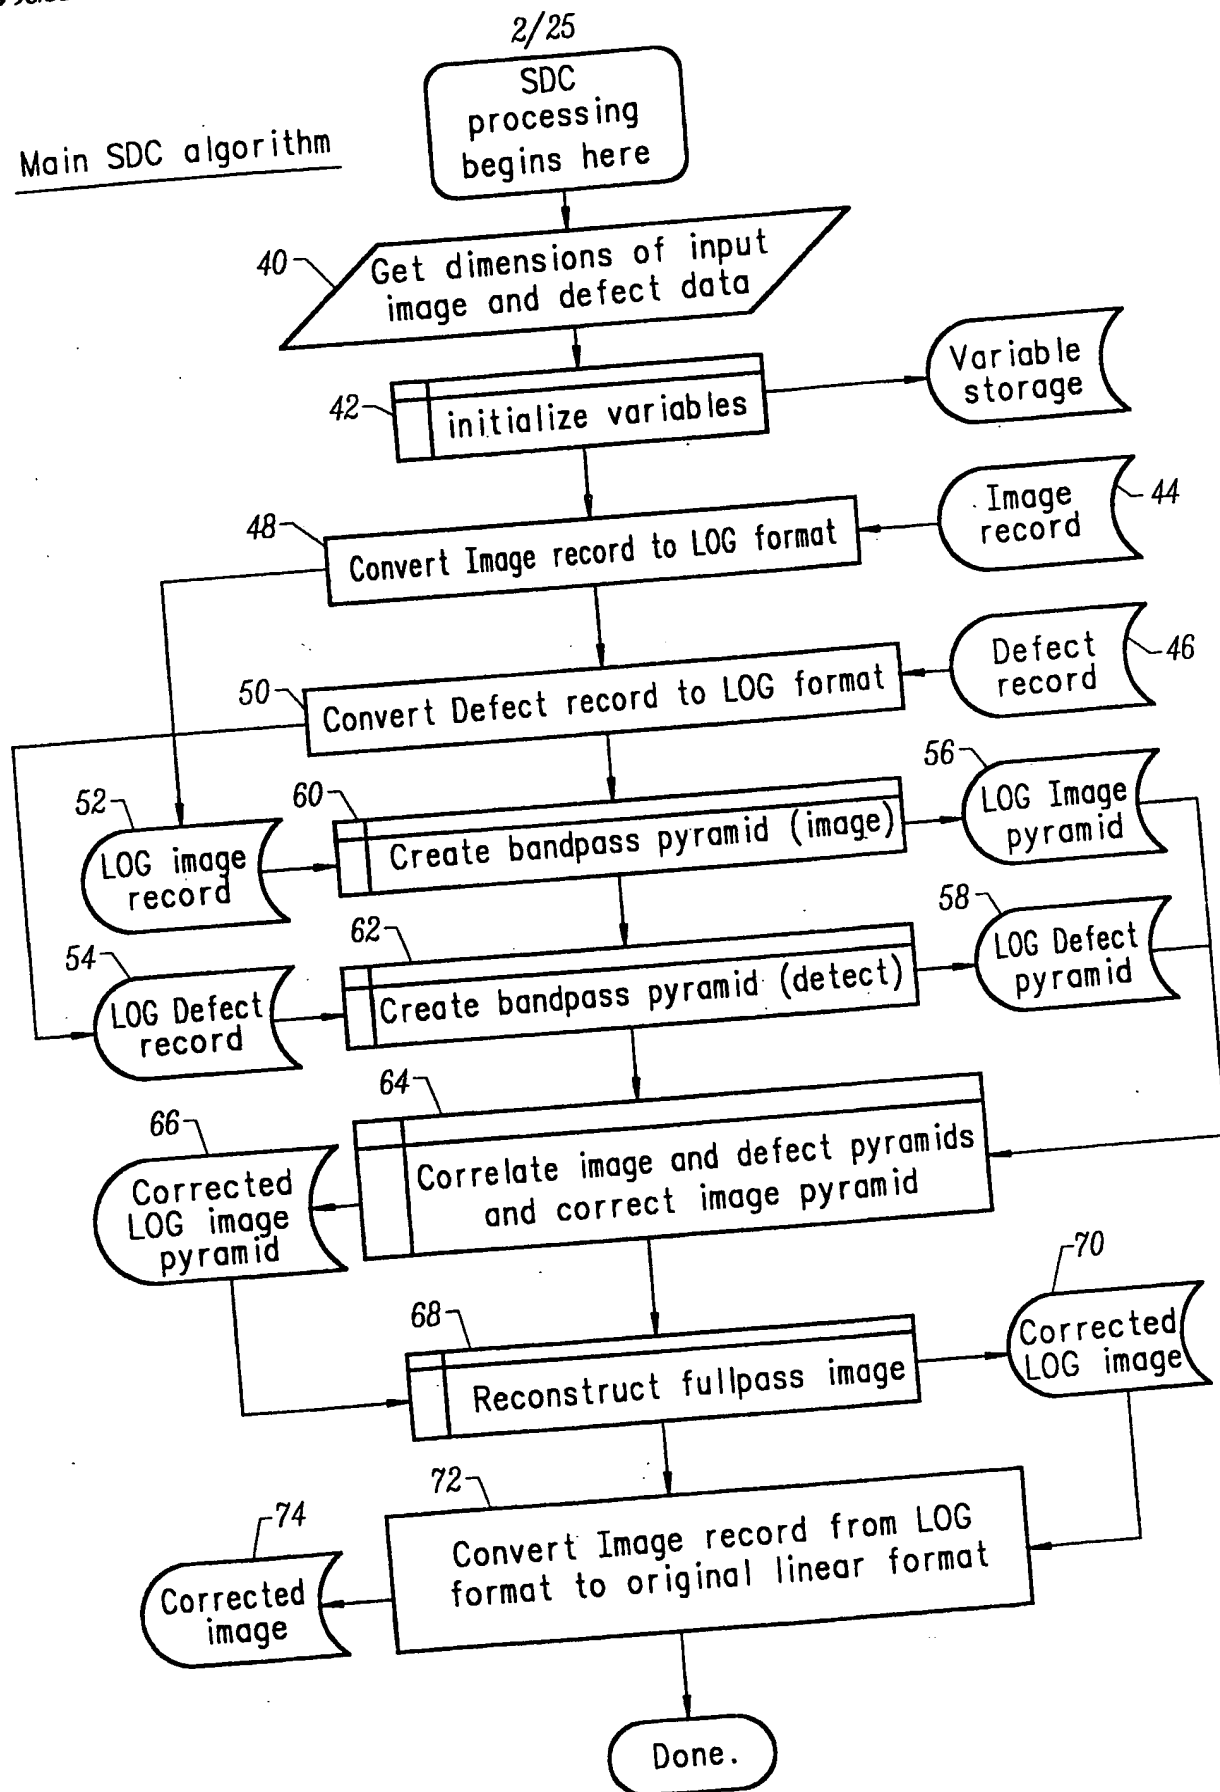 2/25
SDC
processing
begins here
Main SDC algorithm
40
Get dimensions of input
image and defect data
42
initialize variables
Variable
storage
Image
record
44
48
Convert Image record to LOG format
Defect
record
46
50
Convert Defect record to LOG format
52
LOG image
record
60
Create bandpass pyramid (image)
56
LOG Image
pyramid
54
LOG Defect
record
62
Create bandpass pyramid (detect)
58
LOG Defect
pyramid
64
Correlate image and defect pyramids
and correct image pyramid
66
Corrected
LOG image
pyramid
68
Reconstruct fullpass image
70
Corrected
LOG image
72
Convert Image record from LOG
format to original linear format
74
Corrected
image
Done.